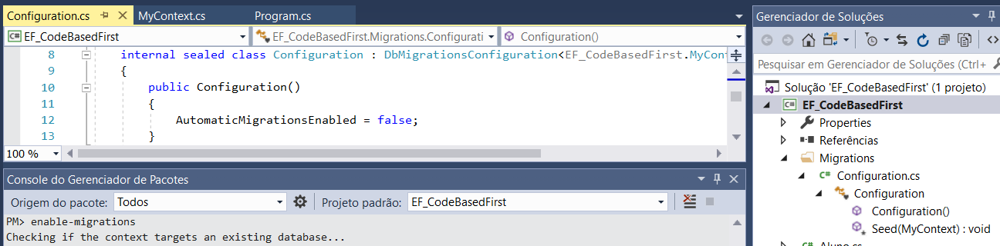 Configuration.cs
MyContext.cs
Program.cs
EF_CodeBasedFirst
EF_CodeBasedFirst.Migrations.Configurati
Configuration()
8 internal sealed class Configuration : DbMigrationsConfiguration<EF_CodeBasedFirst.MyCon
9 {
10 public Configuration()
11 {
12 AutomaticMigrationsEnabled = false;
13 }
100 %
Console do Gerenciador de Pacotes
Origem do pacote: Todos
Projeto padrão: EF_CodeBasedFirst
PM> enable-migrations
Checking if the context targets an existing database...
Gerenciador de Soluções
Pesquisar em Gerenciador de Soluções (Ctrl+
Solução 'EF_CodeBasedFirst' (1 projeto)
C# EF_CodeBasedFirst
Properties
Referências
Migrations
C# Configuration.cs
Configuration
Configuration()
Seed(MyContext) : void
C# Aluno.cs